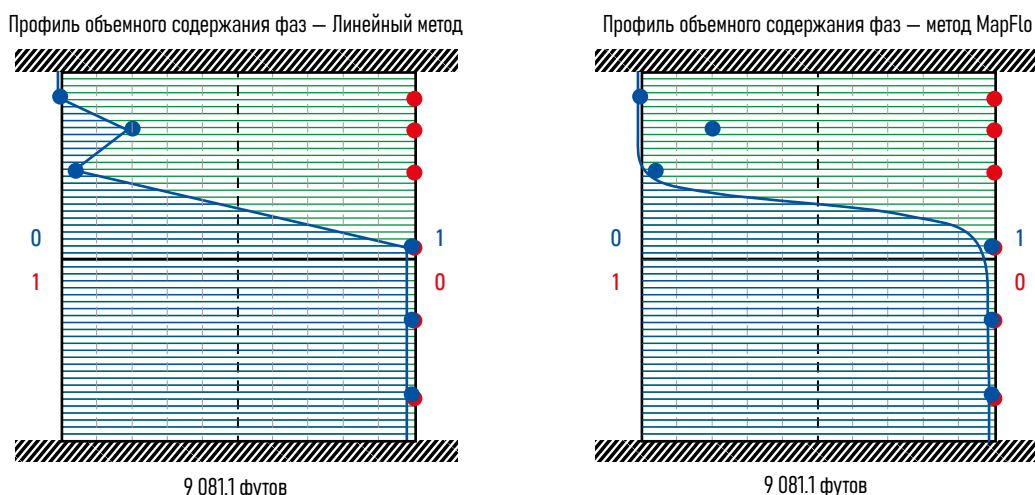 Профиль объемного содержания фаз — Линейный метод
0
1
1
0
9 081.1 футов
Профиль объемного содержания фаз — метод MapFlo
0
1
1
0
9 081.1 футов